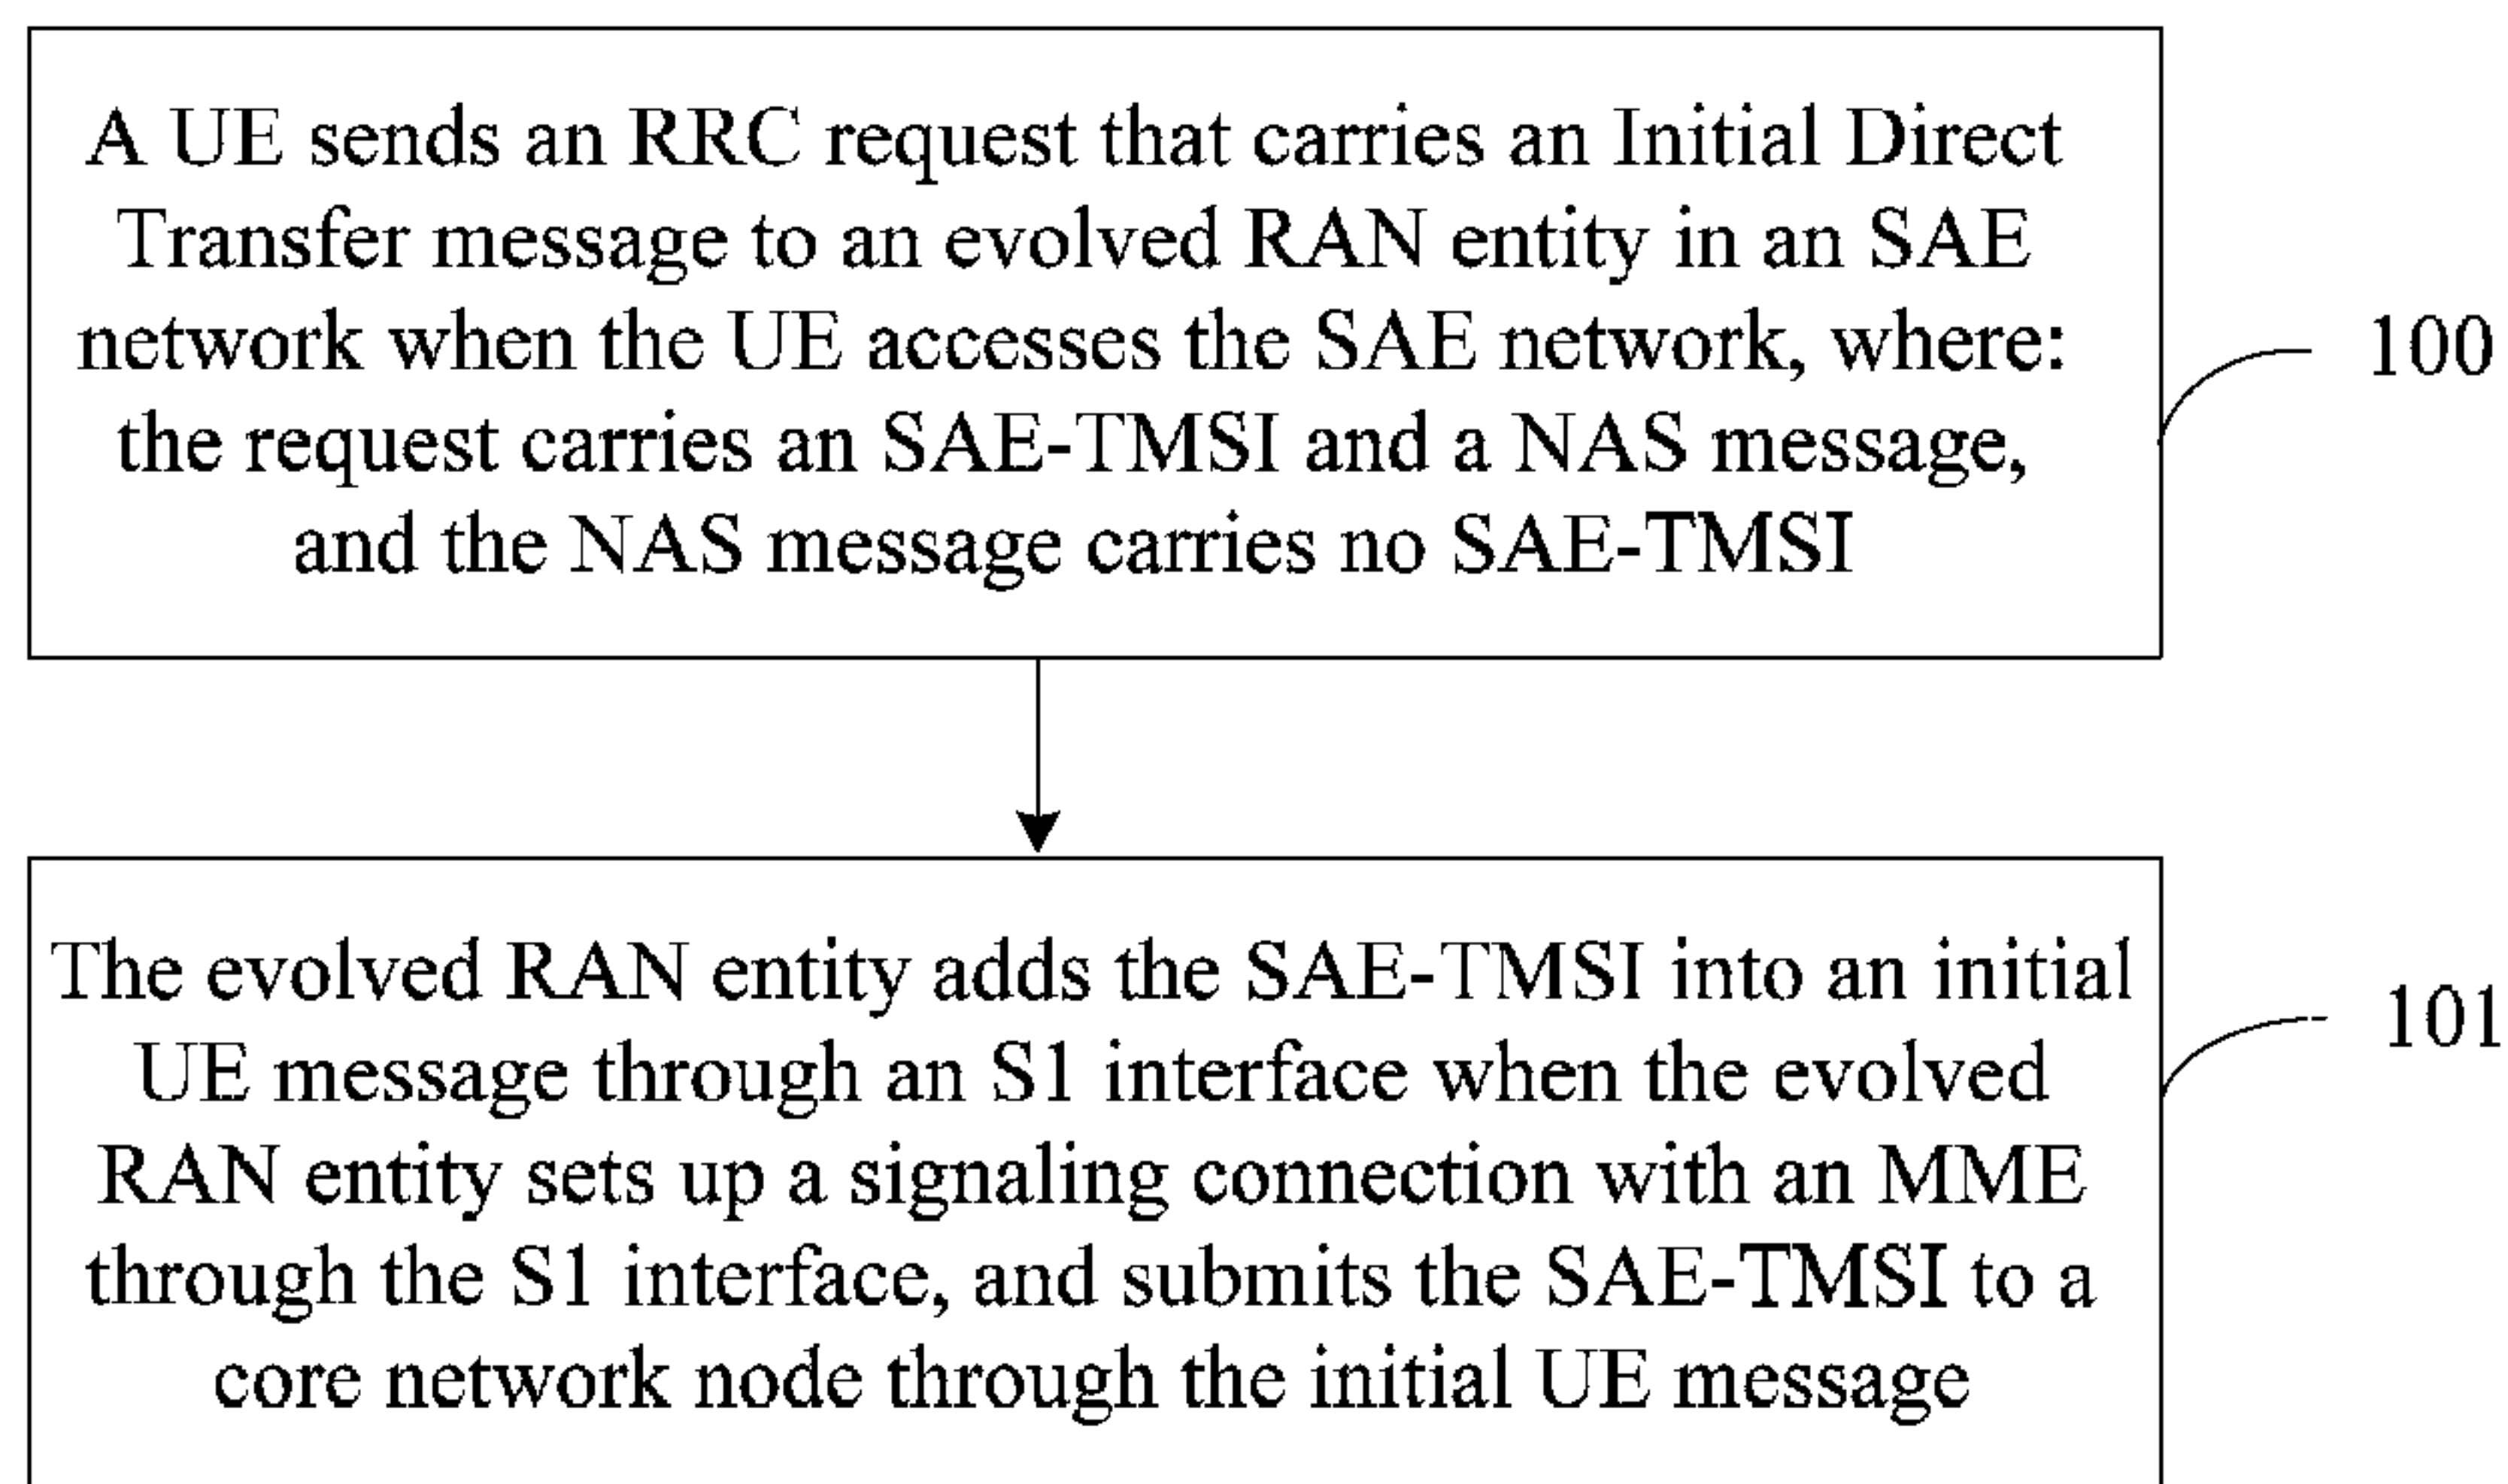 A UE sends an RRC request that carries an Initial Direct
Transfer message to an evolved RAN entity in an SAE
network when the UE accesses the SAE network, where:
the request carries an SAE-TMSI and a NAS message,
and the NAS message carries no SAE-TMSI
100
The evolved RAN entity adds the SAE-TMSI into an initial
UE message through an S1 interface when the evolved
RAN entity sets up a signaling connection with an MME
through the S1 interface, and submits the SAE-TMSI to a
core network node through the initial UE message
101